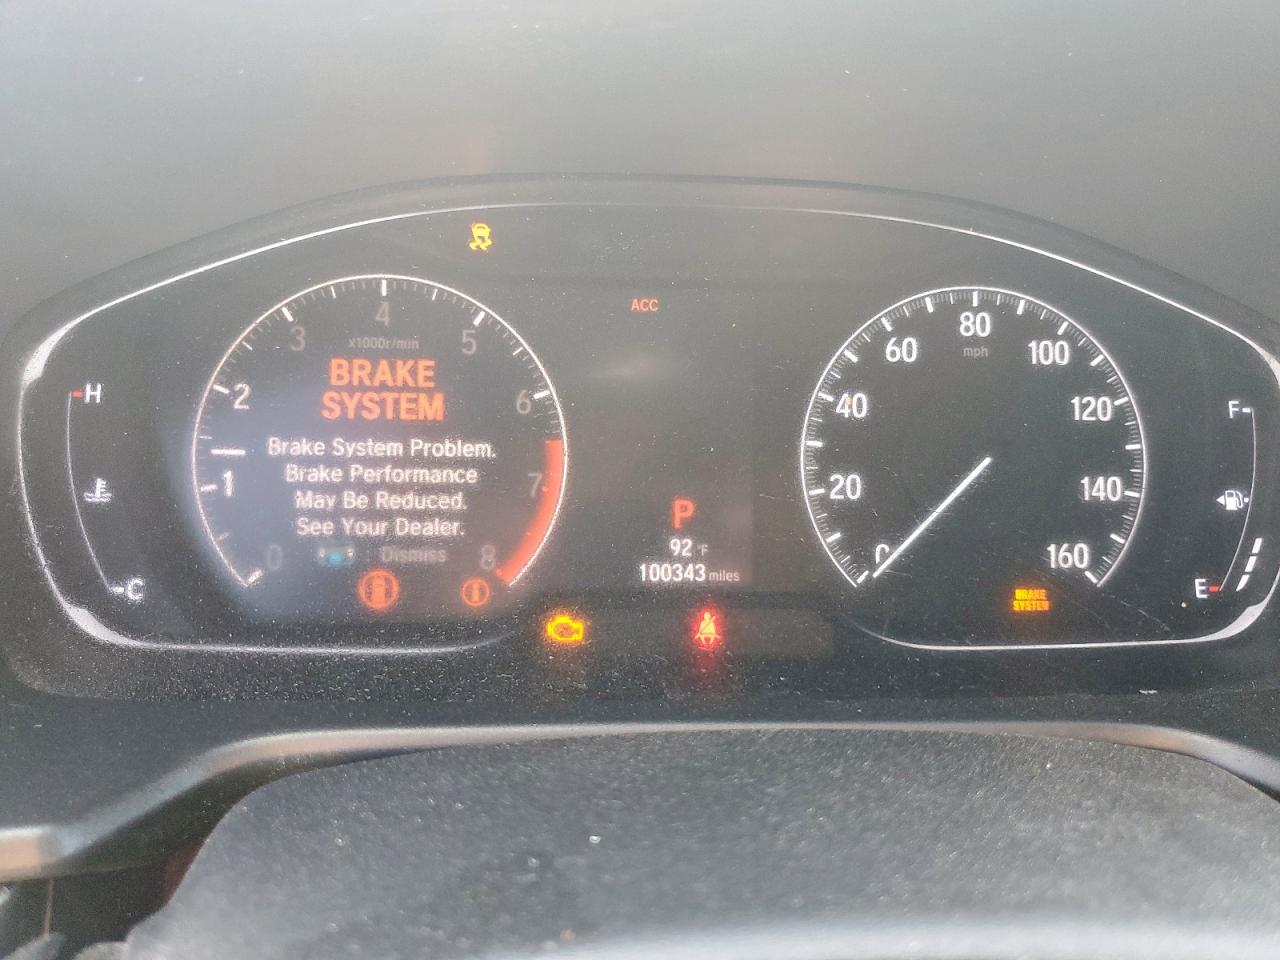 ACC
4
3
5
x1000r/min
2
6
1
7
0
8
BRAKE
SYSTEM
Brake System Problem.
Brake Performance
May Be Reduced.
See Your Dealer.
: Dismiss
H
C
P
92 °F
100343 miles
80
mph
60
100
40
120
20
140
0
160
BRAKE
SYSTEM
F
E